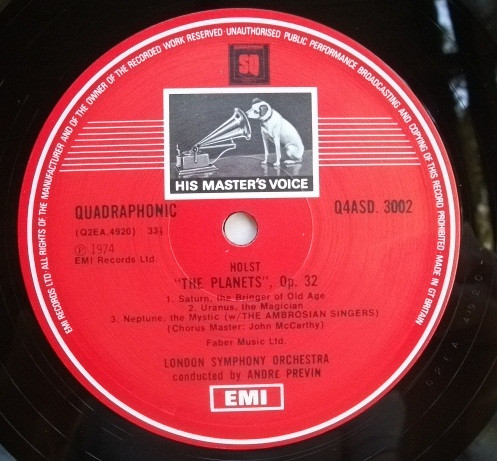 EMI RECORDS LTD ALL RIGHTS OF THE MANUFACTURER AND OF THE OWNER OF THE RECORDED WORK RESERVED·UNAUTHORISED PUBLIC PERFORMANCE BROADCASTING AND COPYING OF THIS RECORD PROHIBITED MADE IN GT BRITAIN
SQ
HIS MASTER'S VOICE
QUADRAPHONIC Q4ASD. 3002
(Q2EA.4920) 33⅓
Ⓟ 1974
EMI Records Ltd.
HOLST
"THE PLANETS", Op. 32
1. Saturn, the Bringer of Old Age
2. Uranus, the Magician
3. Neptune, the Mystic (w/THE AMBROSIAN SINGERS)
(Chorus Master: John McCarthy)
Faber Music Ltd.
LONDON SYMPHONY ORCHESTRA
conducted by ANDRE PREVIN
EMI